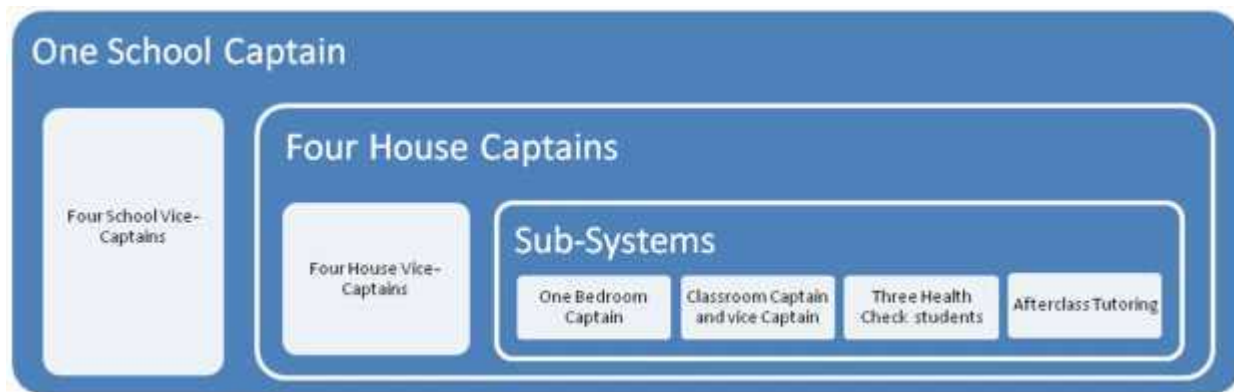 One School Captain
Four House Captains
Four School Vice-
Captains
Sub-Systems
Four House Vice-
Captains
One Bedroom
Captain
Classroom Captain
and vice Captain
Three Health
Check students
Afterclass Tutoring